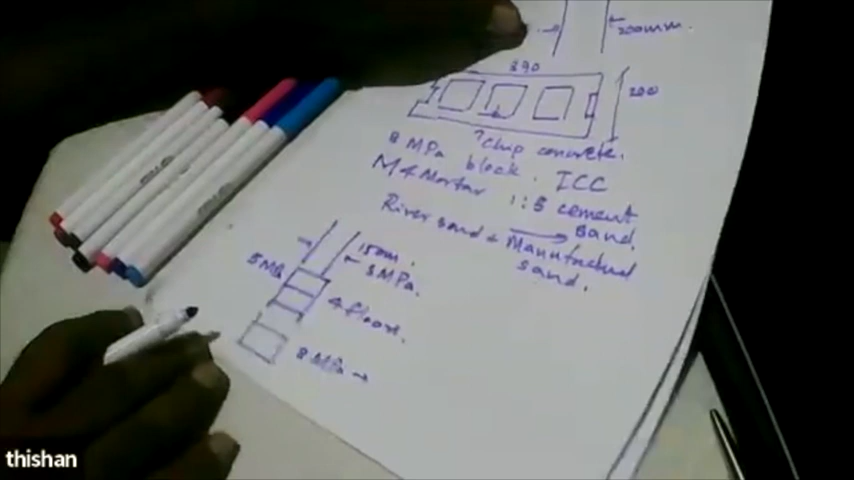 200mm.
390
200
? Chip concrete.
8 MPa block. ICC
M4 Mortar 1:5 cement
Sand.
River sand + Manufactured
sand.
150m.
5MPa
4 floors.
8 MPa →
thishan